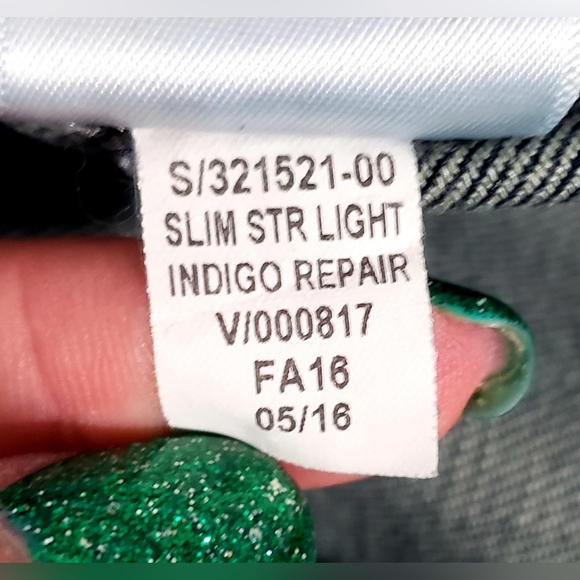 S/321521-00
SLIM STR LIGHT
INDIGO REPAIR
V/000817
FA16
05/16